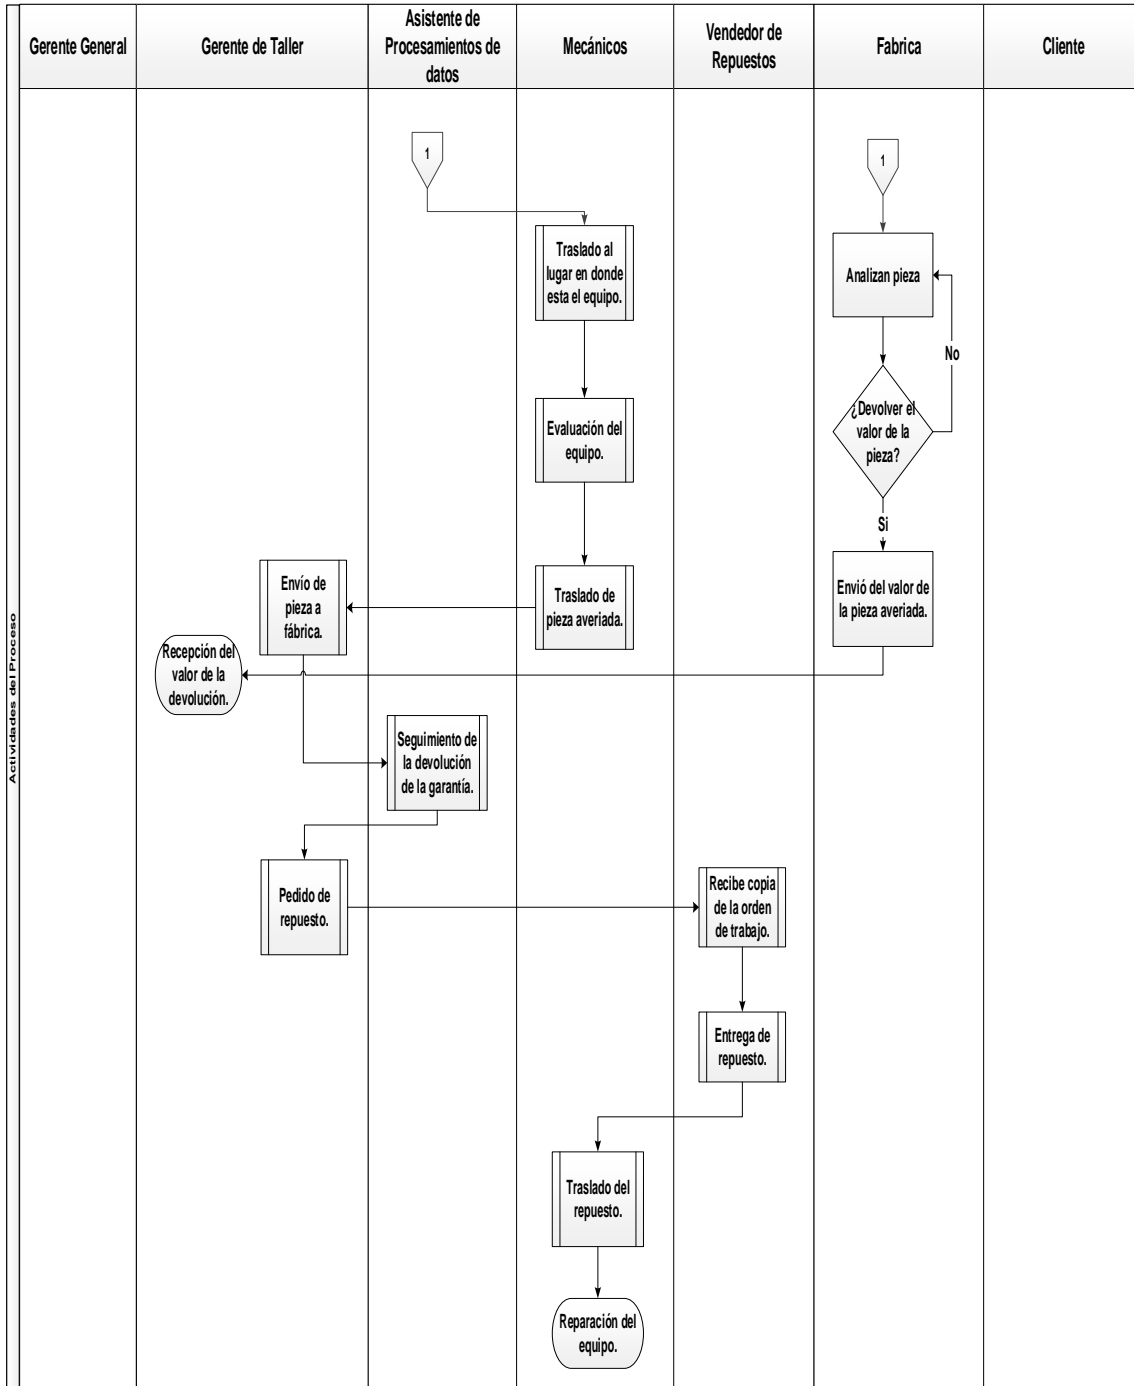 Gerente General
Gerente de Taller
Asistente de
Procesamientos de
datos
Mecánicos
Vendedor de
Repuestos
Fabrica
Cliente
Actividades del Proceso
1
1
Traslado al
lugar en donde
esta el equipo.
Analizan pieza
No
¿Devolver el
valor de la
pieza?
Evaluación del
equipo.
Si
Envío de
pieza a
fábrica.
Traslado de
pieza averiada.
Envió del valor de
la pieza averiada.
Recepción del
valor de la
devolución.
Seguimiento de
la devolución
de la garantía.
Pedido de
repuesto.
Recibe copia
de la orden
de trabajo.
Entrega de
repuesto.
Traslado del
repuesto.
Reparación del
equipo.